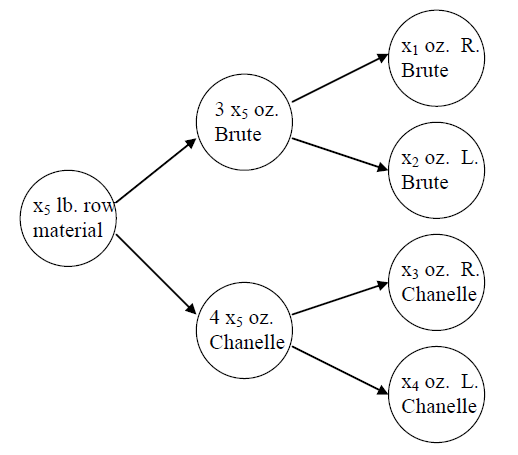 x₁ oz. R.
Brute
3 x₅ oz.
Brute
x₂ oz. L.
Brute
x₅ lb. row
material
x₃ oz. R.
Chanelle
4 x₅ oz.
Chanelle
x₄ oz. L.
Chanelle